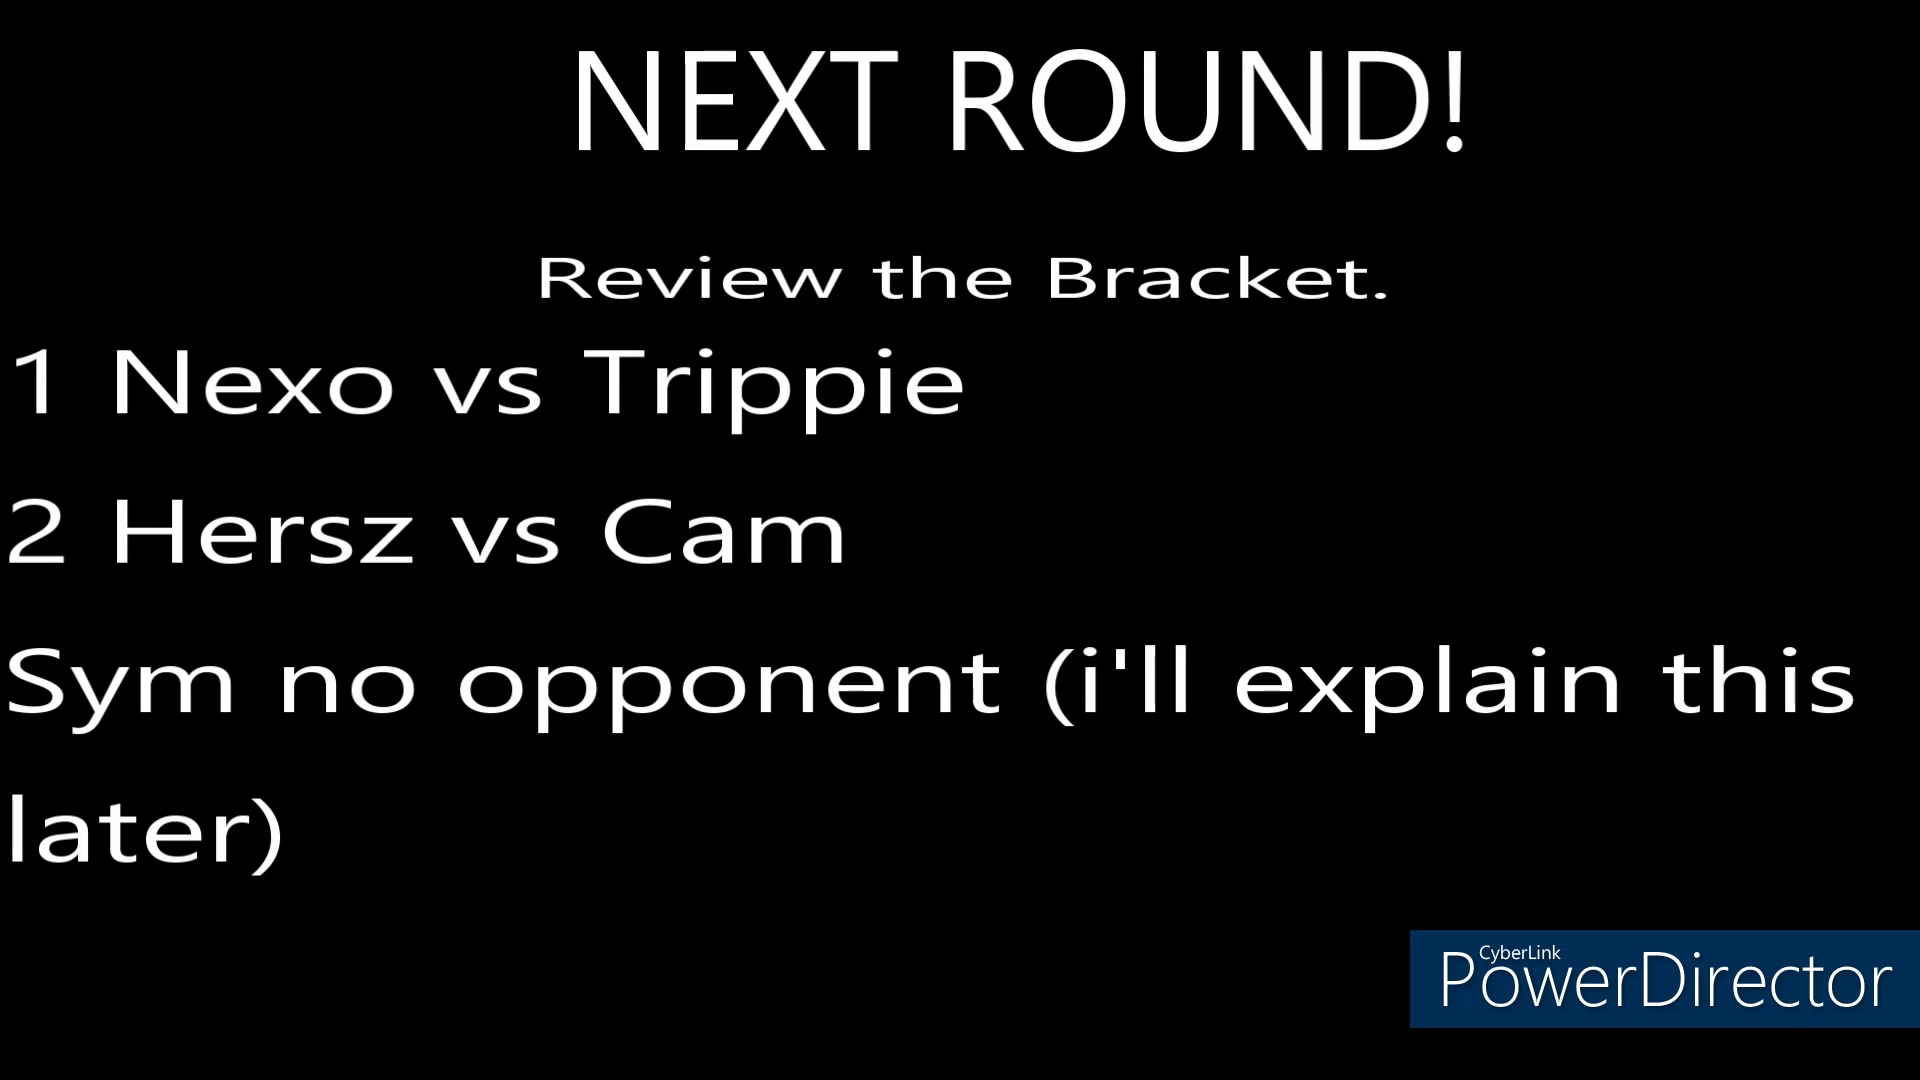 NEXT ROUND!
Review the Bracket.
1 Nexo vs Trippie
2 Hersz vs Cam
Sym no opponent (i'll explain this
later)
CyberLink
PowerDirector